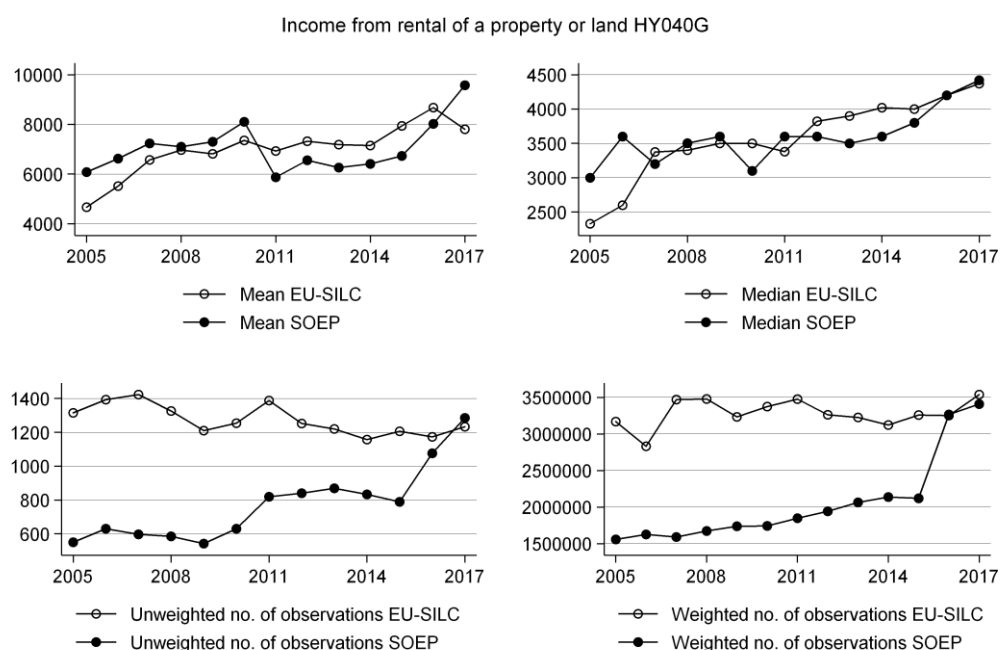 Income from rental of a property or land HY040G
10000
8000
6000
4000
2005 2008 2011 2014 2017
Mean EU-SILC
Mean SOEP
4500
4000
3500
3000
2500
2005 2008 2011 2014 2017
Median EU-SILC
Median SOEP
1400
1200
1000
800
600
2005 2008 2011 2014 2017
Unweighted no. of observations EU-SILC
Unweighted no. of observations SOEP
3500000
3000000
2500000
2000000
1500000
2005 2008 2011 2014 2017
Weighted no. of observations EU-SILC
Weighted no. of observations SOEP